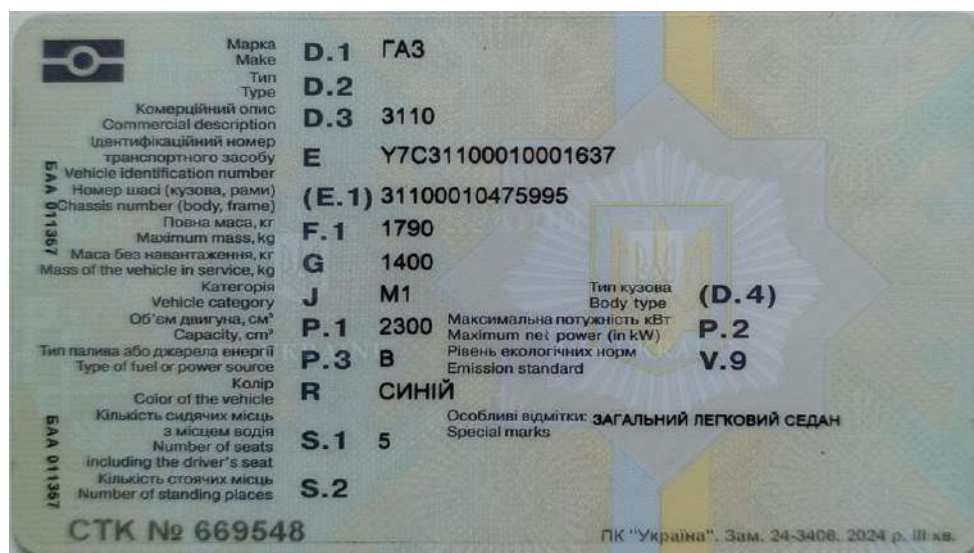 Марка D.1 ГАЗ
Make
Тип D.2
Type
Комерційний опис D.3 3110
Commercial description
Ідентифікаційний номер
транспортного засобу E Y7C31100010001637
Vehicle identification number
Номер шасі (кузова, рами) (E.1) 31100010475995
Chassis number (body, frame)
Повна маса, кг F.1 1790
Maximum mass, kg
Маса без навантаження, кг G 1400
Mass of the vehicle in service, kg
Категорія J M1 Тип кузова (D.4)
Vehicle category Body type
Об'єм двигуна, см³ P.1 2300 Максимальна потужність кВт P.2
Capacity, cm³ Maximum net power (in kW)
Тип палива або джерела енергії P.3 B Рівень екологічних норм V.9
Type of fuel or power source Emission standard
Колір R СИНІЙ
Color of the vehicle
Кількість сидячих місць Особливі відмітки: ЗАГАЛЬНИЙ ЛЕГКОВИЙ СЕДАН
з місцем водія S.1 5 Special marks
Number of seats
including the driver's seat
Кількість стоячих місць S.2
Number of standing places
СТК № 669548
ПК "Україна". Зам. 24-3408. 2024 р. III кв.
БАА 011367
БАА 011367